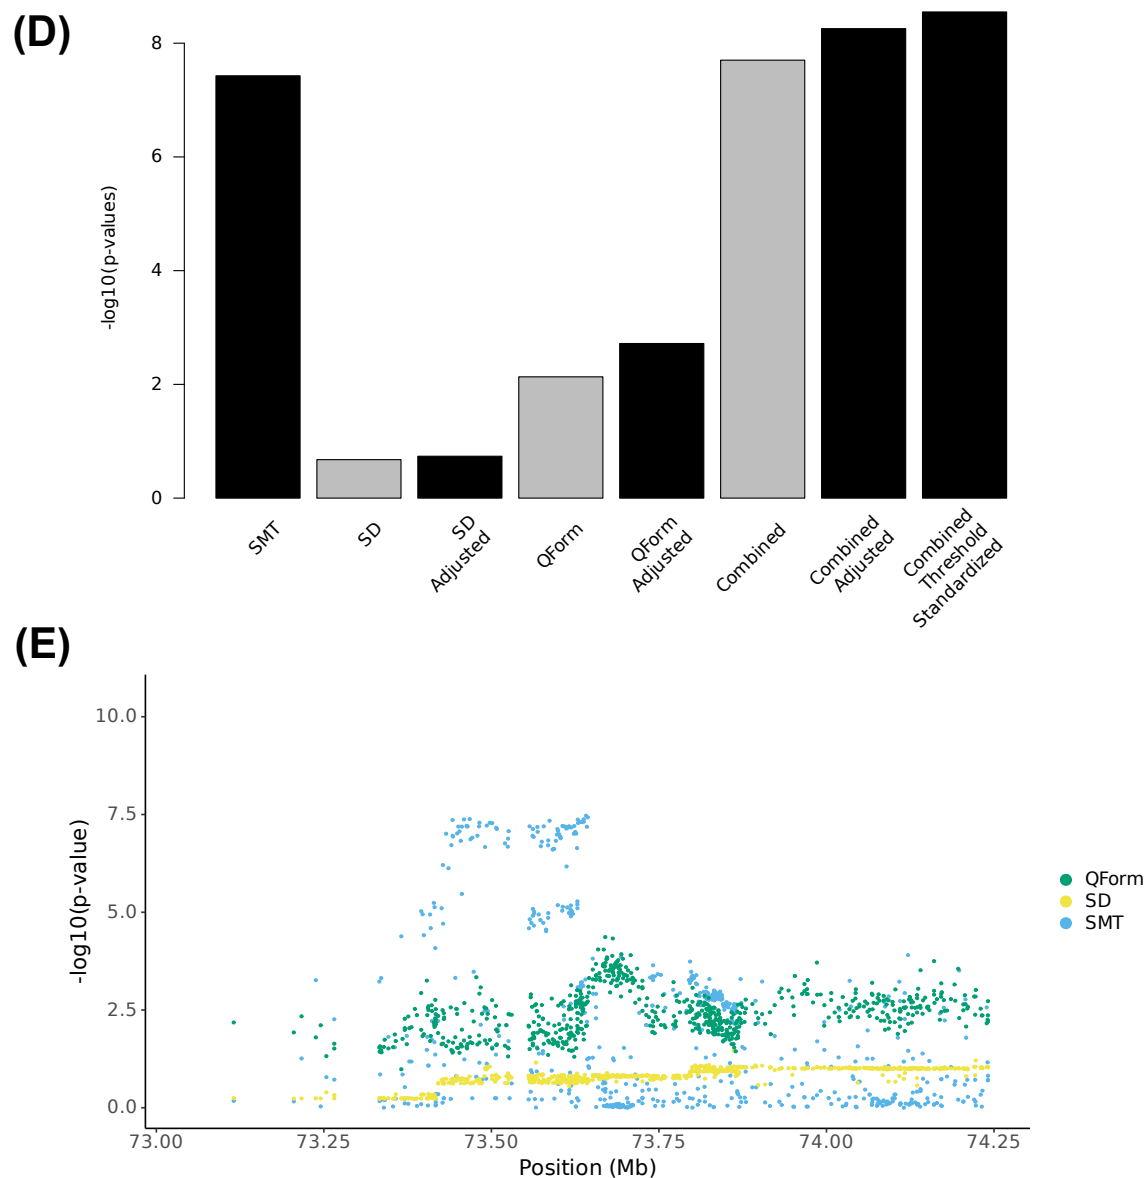 (D)
8
6
4
2
0
-log10(p-values)
SMT
SD
SD
Adjusted
QForm
QForm
Adjusted
Combined
Combined
Adjusted
Combined
Threshold
Standardized
(E)
10.0
7.5
5.0
2.5
0.0
-log10(p-value)
73.00
73.25
73.50
73.75
74.00
74.25
Position (Mb)
QForm
SD
SMT